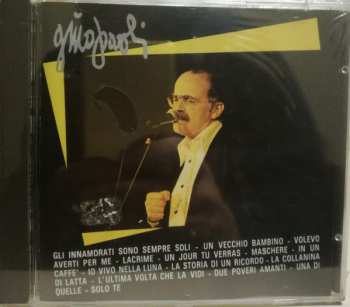 gino paoli
GLI INNAMORATI SONO SEMPRE SOLI - UN VECCHIO BAMBINO - VOLEVO
AVERTI PER ME - LACRIME - UN JOUR TU VERRAS - MASCHERE - IN UN
CAFFE' - IO VIVO NELLA LUNA - LA STORIA DI UN RICORDO - LA COLLANINA
DI LATTA - L'ULTIMA VOLTA CHE LA VIDI - DUE POVERI AMANTI - UNA DI
QUELLE - SOLO TE